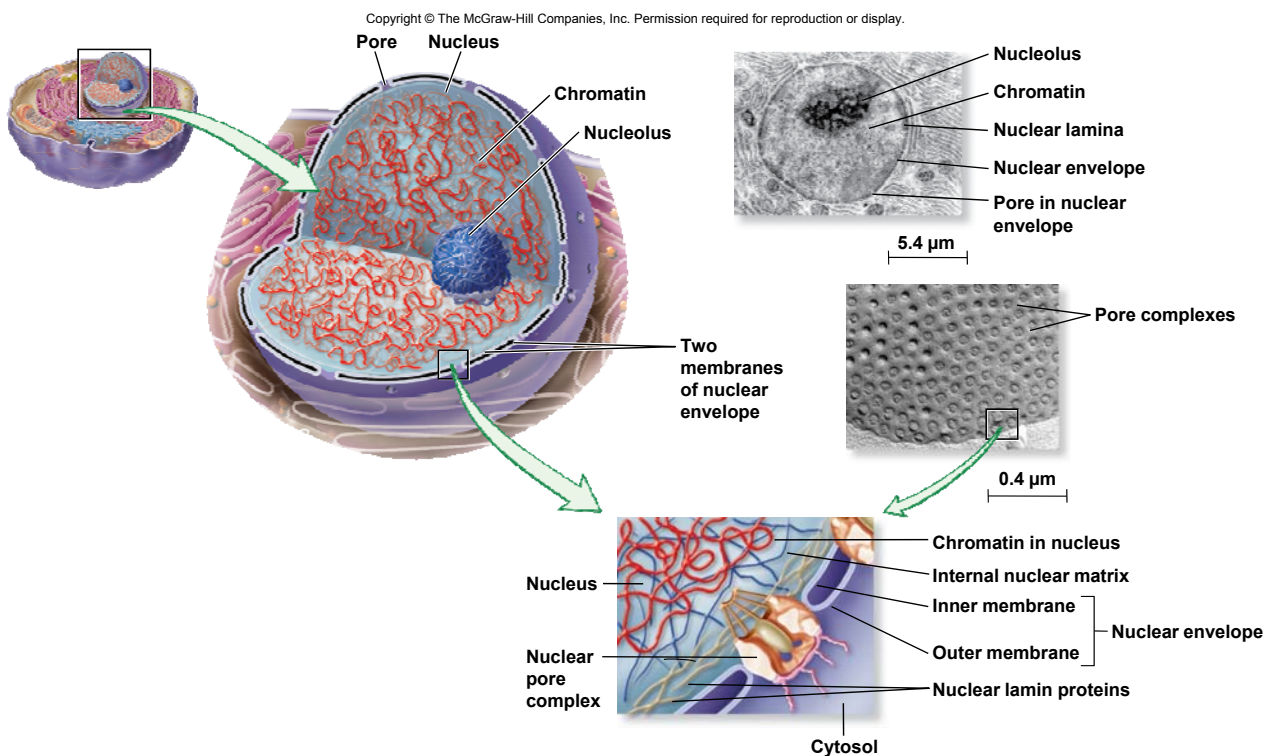 Copyright © The McGraw-Hill Companies, Inc. Permission required for reproduction or display.
Pore
Nucleus
Chromatin
Nucleolus
Two
membranes
of nuclear
envelope
Nucleolus
Chromatin
Nuclear lamina
Nuclear envelope
Pore in nuclear
envelope
5.4 µm
Pore complexes
0.4 µm
Nucleus
Nuclear
pore
complex
Chromatin in nucleus
Internal nuclear matrix
Inner membrane
Outer membrane
Nuclear envelope
Nuclear lamin proteins
Cytosol